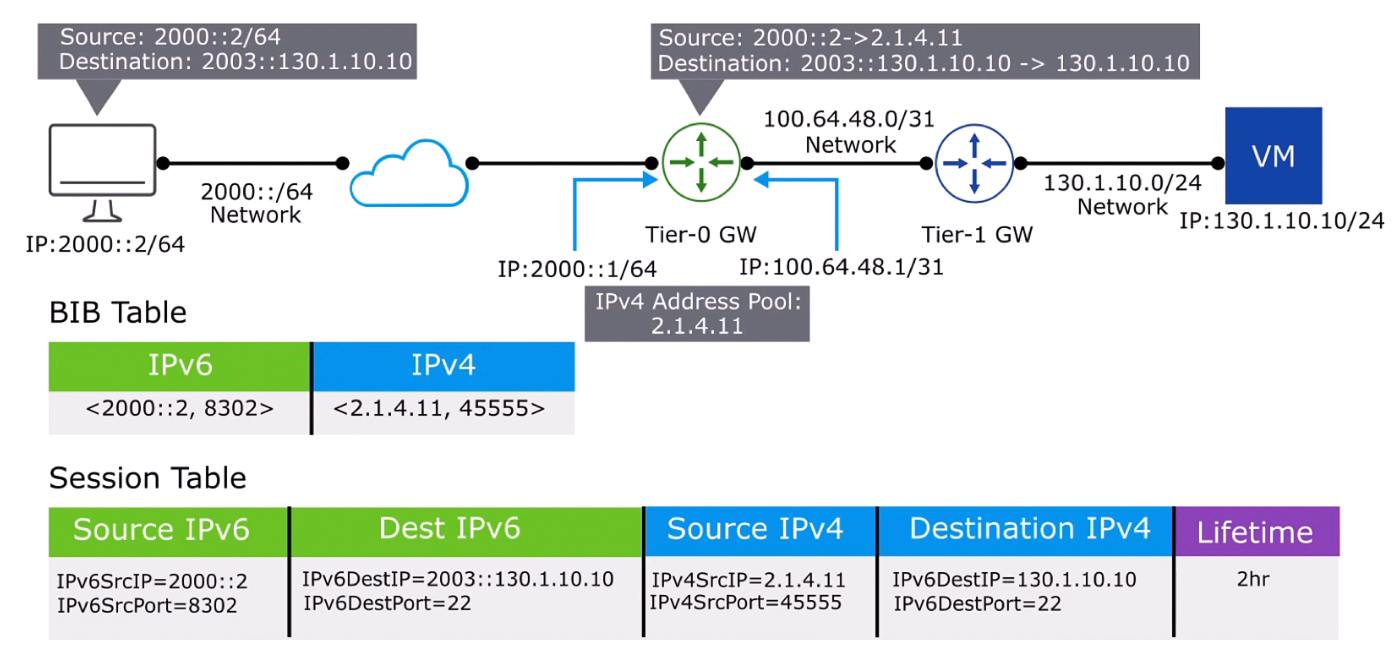 Source: 2000::2/64
Destination: 2003::130.1.10.10
Source: 2000::2->2.1.4.11
Destination: 2003::130.1.10.10 -> 130.1.10.10
100.64.48.0/31
Network
VM
2000::/64
Network
130.1.10.0/24
Network
IP:2000::2/64
Tier-0 GW
Tier-1 GW
IP:130.1.10.10/24
IP:2000::1/64
IP:100.64.48.1/31
IPv4 Address Pool:
2.1.4.11
BIB Table
IPv6
IPv4
<2000::2, 8302>
<2.1.4.11, 45555>
Session Table
Source IPv6
Dest IPv6
Source IPv4
Destination IPv4
Lifetime
IPv6SrcIP=2000::2
IPv6SrcPort=8302
IPv6DestIP=2003::130.1.10.10
IPv6DestPort=22
IPv4SrcIP=2.1.4.11
IPv4SrcPort=45555
IPv6DestIP=130.1.10.10
IPv6DestPort=22
2hr